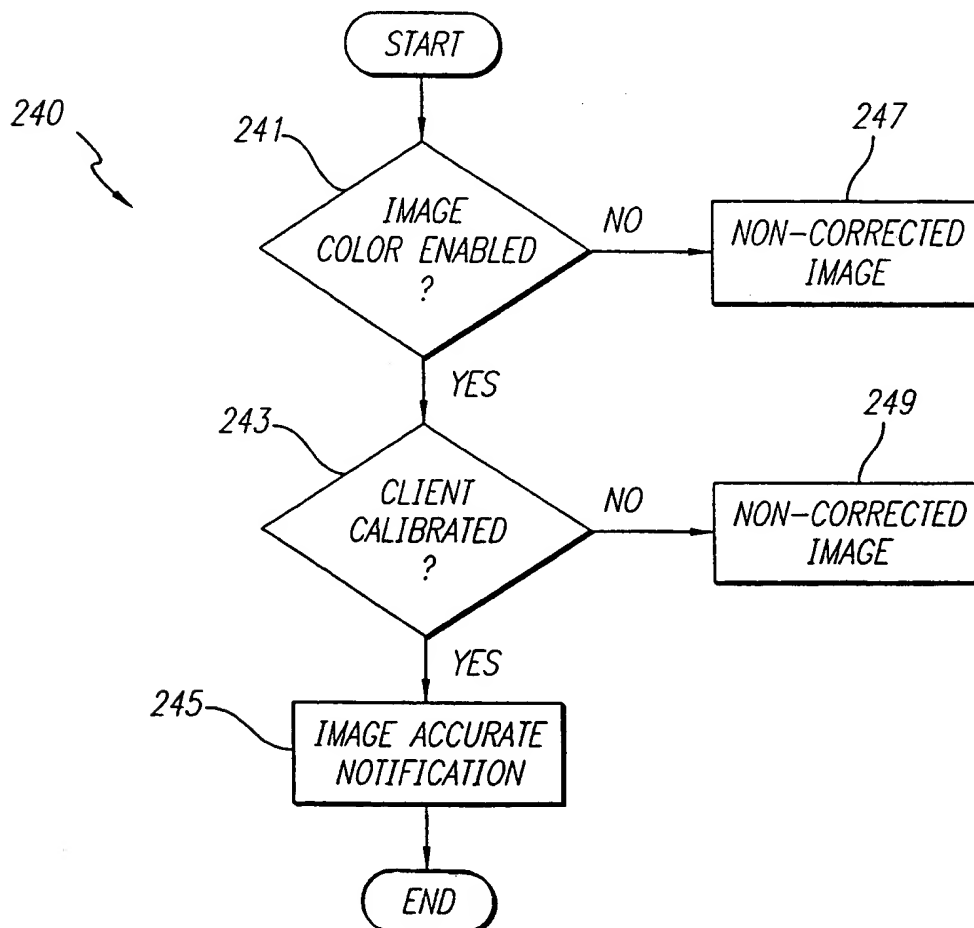 START
240
241
IMAGE
COLOR ENABLED
?
NO
247
NON-CORRECTED
IMAGE
YES
243
CLIENT
CALIBRATED
?
NO
249
NON-CORRECTED
IMAGE
YES
245
IMAGE ACCURATE
NOTIFICATION
END